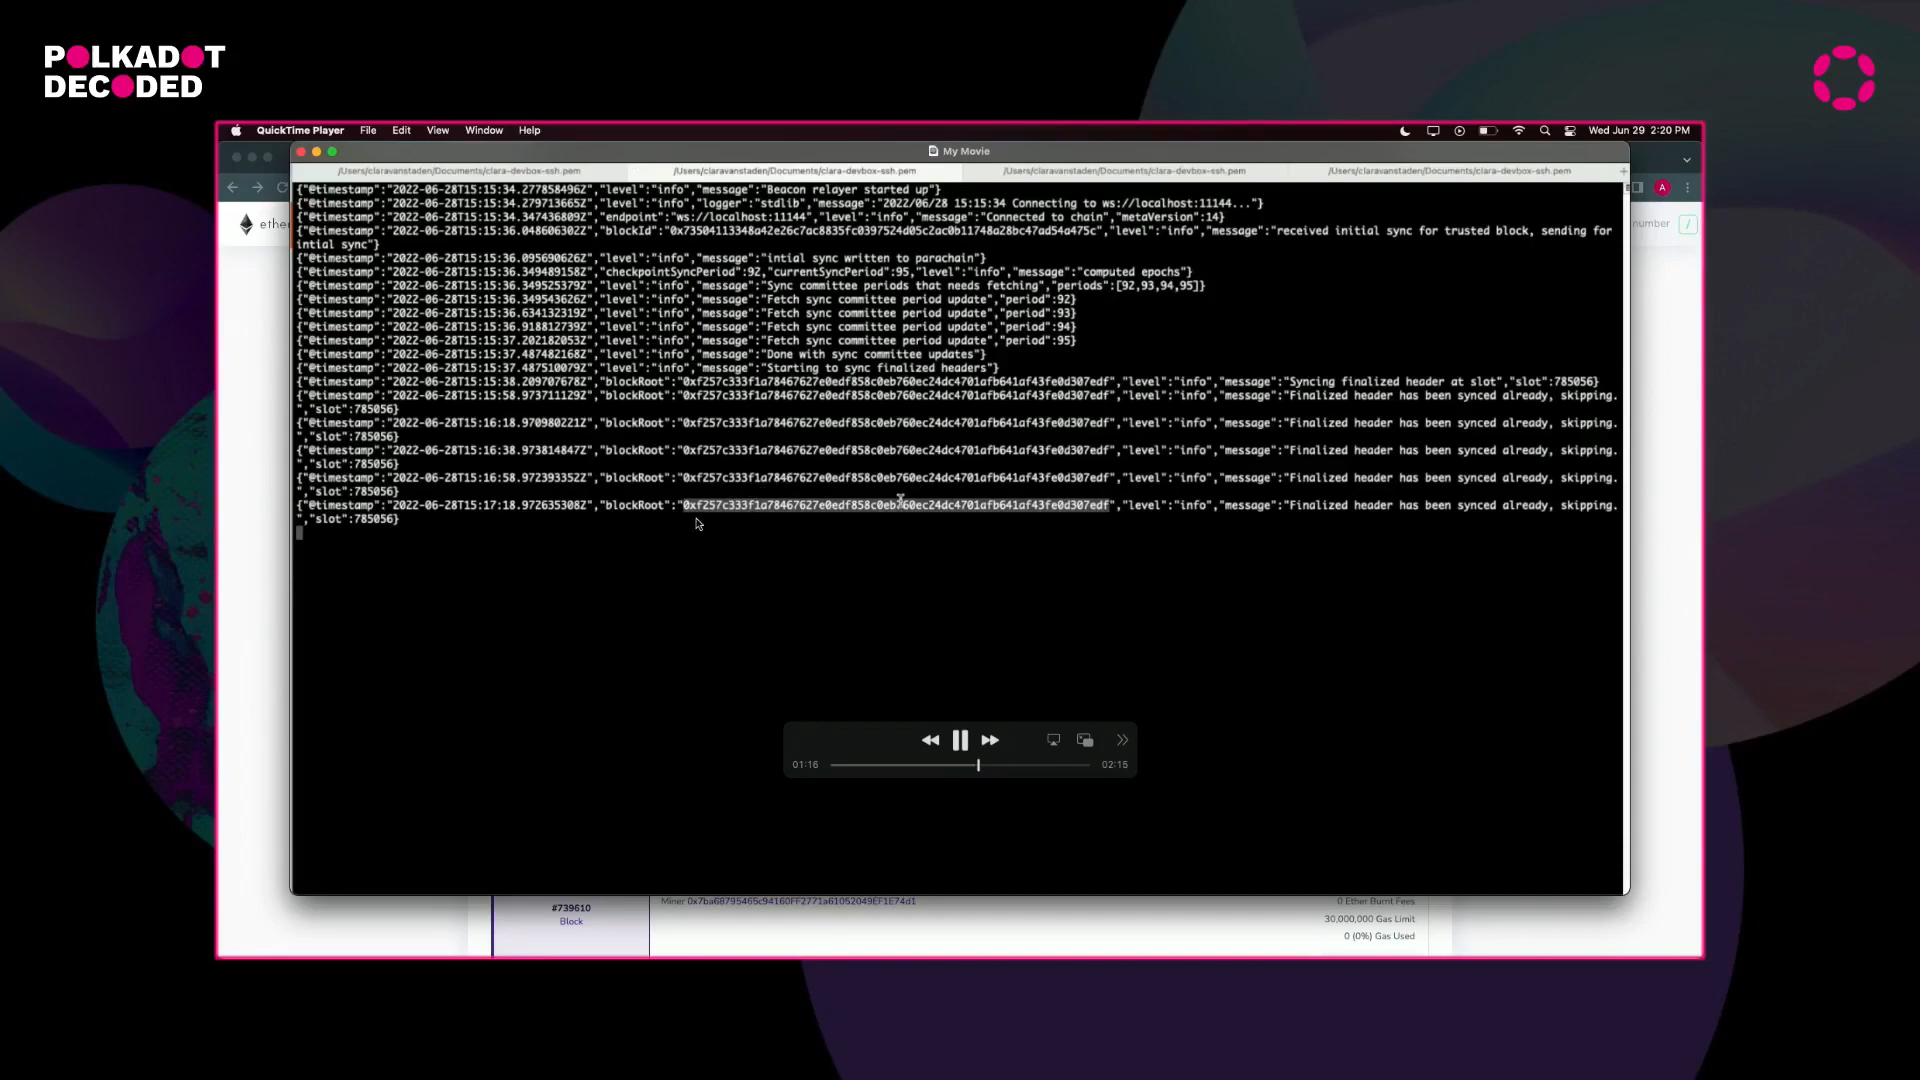 POLKADOT
DECODED
QuickTime Player File Edit View Window Help Wed Jun 29 2:20 PM
My Movie
/Users/claravanstaden/Documents/clara-devbox-ssh.pem /Users/claravanstaden/Documents/clara-devbox-ssh.pem /Users/claravanstaden/Documents/clara-devbox-ssh.pem /Users/claravanstaden/Documents/clara-devbox-ssh.pem
{"@timestamp":"2022-06-28T15:15:34.277858496Z","level":"info","message":"Beacon relayer started up"}
{"@timestamp":"2022-06-28T15:15:34.279713665Z","level":"info","logger":"stdlib","message":"2022/06/28 15:15:34 Connecting to ws://localhost:11144..."}
{"@timestamp":"2022-06-28T15:15:34.347436809Z","endpoint":"ws://localhost:11144","level":"info","message":"Connected to chain","metaVersion":14}
{"@timestamp":"2022-06-28T15:15:36.048606302Z","blockId":"0x73504113348a42e26c7ac8835fc0397524d05c2ac0b11748a28bc47ad54a475c","level":"info","message":"received initial sync for trusted block, sending for
intial sync"}
{"@timestamp":"2022-06-28T15:15:36.095690626Z","level":"info","message":"intial sync written to parachain"}
{"@timestamp":"2022-06-28T15:15:36.349489158Z","checkpointSyncPeriod":92,"currentSyncPeriod":95,"level":"info","message":"computed epochs"}
{"@timestamp":"2022-06-28T15:15:36.349525379Z","level":"info","message":"Sync committee periods that needs fetching","periods":[92,93,94,95]}
{"@timestamp":"2022-06-28T15:15:36.349543626Z","level":"info","message":"Fetch sync committee period update","period":92}
{"@timestamp":"2022-06-28T15:15:36.634132319Z","level":"info","message":"Fetch sync committee period update","period":93}
{"@timestamp":"2022-06-28T15:15:36.918812739Z","level":"info","message":"Fetch sync committee period update","period":94}
{"@timestamp":"2022-06-28T15:15:37.202182053Z","level":"info","message":"Fetch sync committee period update","period":95}
{"@timestamp":"2022-06-28T15:15:37.487482168Z","level":"info","message":"Done with sync committee updates"}
{"@timestamp":"2022-06-28T15:15:37.48751007​9Z","level":"info","message":"Starting to sync finalized headers"}
{"@timestamp":"2022-06-28T15:15:38.209707678Z","blockRoot":"0xf257c333f1a78467627e0edf858c0eb760ec24dc4701afb641af43fe0d307edf","level":"info","message":"Syncing finalized header at slot","slot":785056}
{"@timestamp":"2022-06-28T15:15:58.973711129Z","blockRoot":"0xf257c333f1a78467627e0edf858c0eb760ec24dc4701afb641af43fe0d307edf","level":"info","message":"Finalized header has been synced already, skipping.
","slot":785056}
{"@timestamp":"2022-06-28T15:16:18.970980221Z","blockRoot":"0xf257c333f1a78467627e0edf858c0eb760ec24dc4701afb641af43fe0d307edf","level":"info","message":"Finalized header has been synced already, skipping.
","slot":785056}
{"@timestamp":"2022-06-28T15:16:38.973814847Z","blockRoot":"0xf257c333f1a78467627e0edf858c0eb760ec24dc4701afb641af43fe0d307edf","level":"info","message":"Finalized header has been synced already, skipping.
","slot":785056}
{"@timestamp":"2022-06-28T15:16:58.972393352Z","blockRoot":"0xf257c333f1a78467627e0edf858c0eb760ec24dc4701afb641af43fe0d307edf","level":"info","message":"Finalized header has been synced already, skipping.
","slot":785056}
{"@timestamp":"2022-06-28T15:17:18.972635308Z","blockRoot":"0xf257c333f1a78467627e0edf858c0eb760ec24dc4701afb641af43fe0d307edf","level":"info","message":"Finalized header has been synced already, skipping.
","slot":785056}
A
ethe
number /
01:16 02:15
Miner 0x7ba68795465c94160FF2771a61052049EF1E74d1 0 Ether Burnt Fees
#739610
30,000,000 Gas Limit
Block
0 (0%) Gas Used